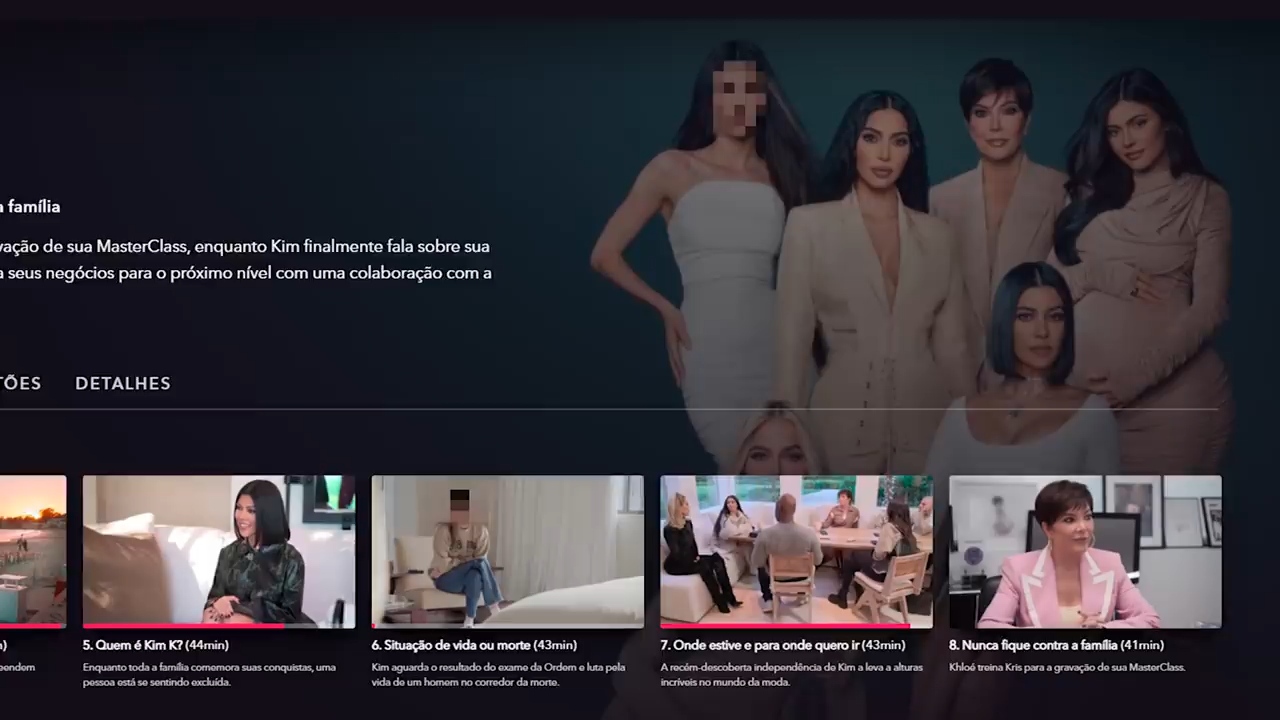 a família
vação de sua MasterClass, enquanto Kim finalmente fala sobre sua
a seus negócios para o próximo nível com uma colaboração com a
TÕES
DETALHES
)
eendem
5. Quem é Kim K? (44min)
Enquanto toda a família comemora suas conquistas, uma
pessoa está se sentindo excluída.
6. Situação de vida ou morte (43min)
Kim aguarda o resultado do exame da Ordem e luta pela
vida de um homem no corredor da morte.
7. Onde estive e para onde quero ir (43min)
A recém-descoberta independência de Kim a leva a alturas
incríveis no mundo da moda.
8. Nunca fique contra a família (41min)
Khloé treina Kris para a gravação de sua MasterClass.